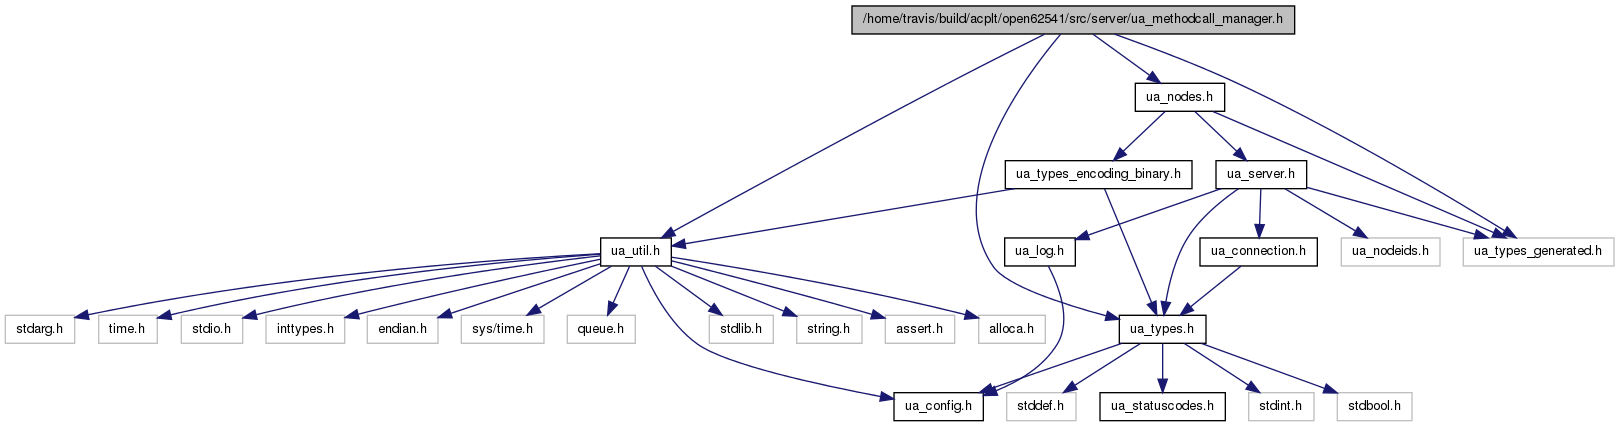 /home/travis/build/acplt/open62541/src/server/ua_methodcall_manager.h
ua_nodes.h
ua_types_encoding_binary.h
ua_server.h
ua_util.h
ua_log.h
ua_connection.h
ua_nodeids.h
ua_types_generated.h
stdarg.h
time.h
stdio.h
inttypes.h
endian.h
sys/time.h
queue.h
stdlib.h
string.h
assert.h
alloca.h
ua_types.h
ua_config.h
stddef.h
ua_statuscodes.h
stdint.h
stdbool.h